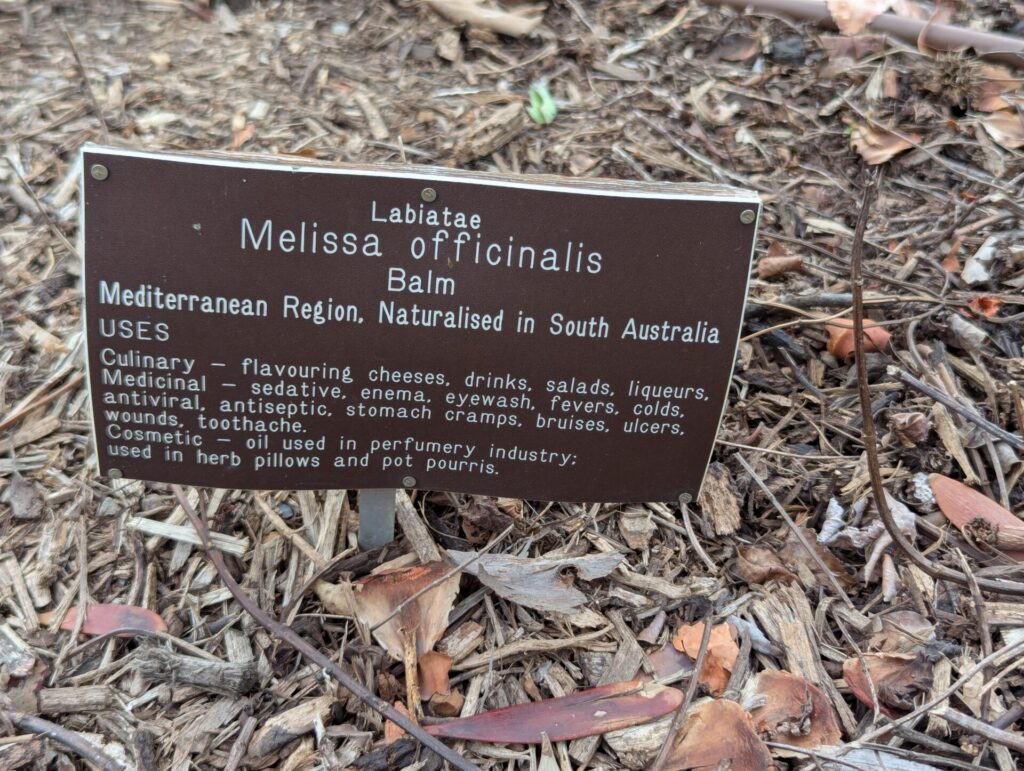 Labiatae
Melissa officinalis
Balm
Mediterranean Region, Naturalised in South Australia
USES
Culinary – flavouring cheeses, drinks, salads, liqueurs.
Medicinal – sedative, enema, eyewash, fevers, colds,
antiviral, antiseptic, stomach cramps, bruises, ulcers,
wounds, toothache.
Cosmetic – oil used in perfumery industry;
used in herb pillows and pot pourris.